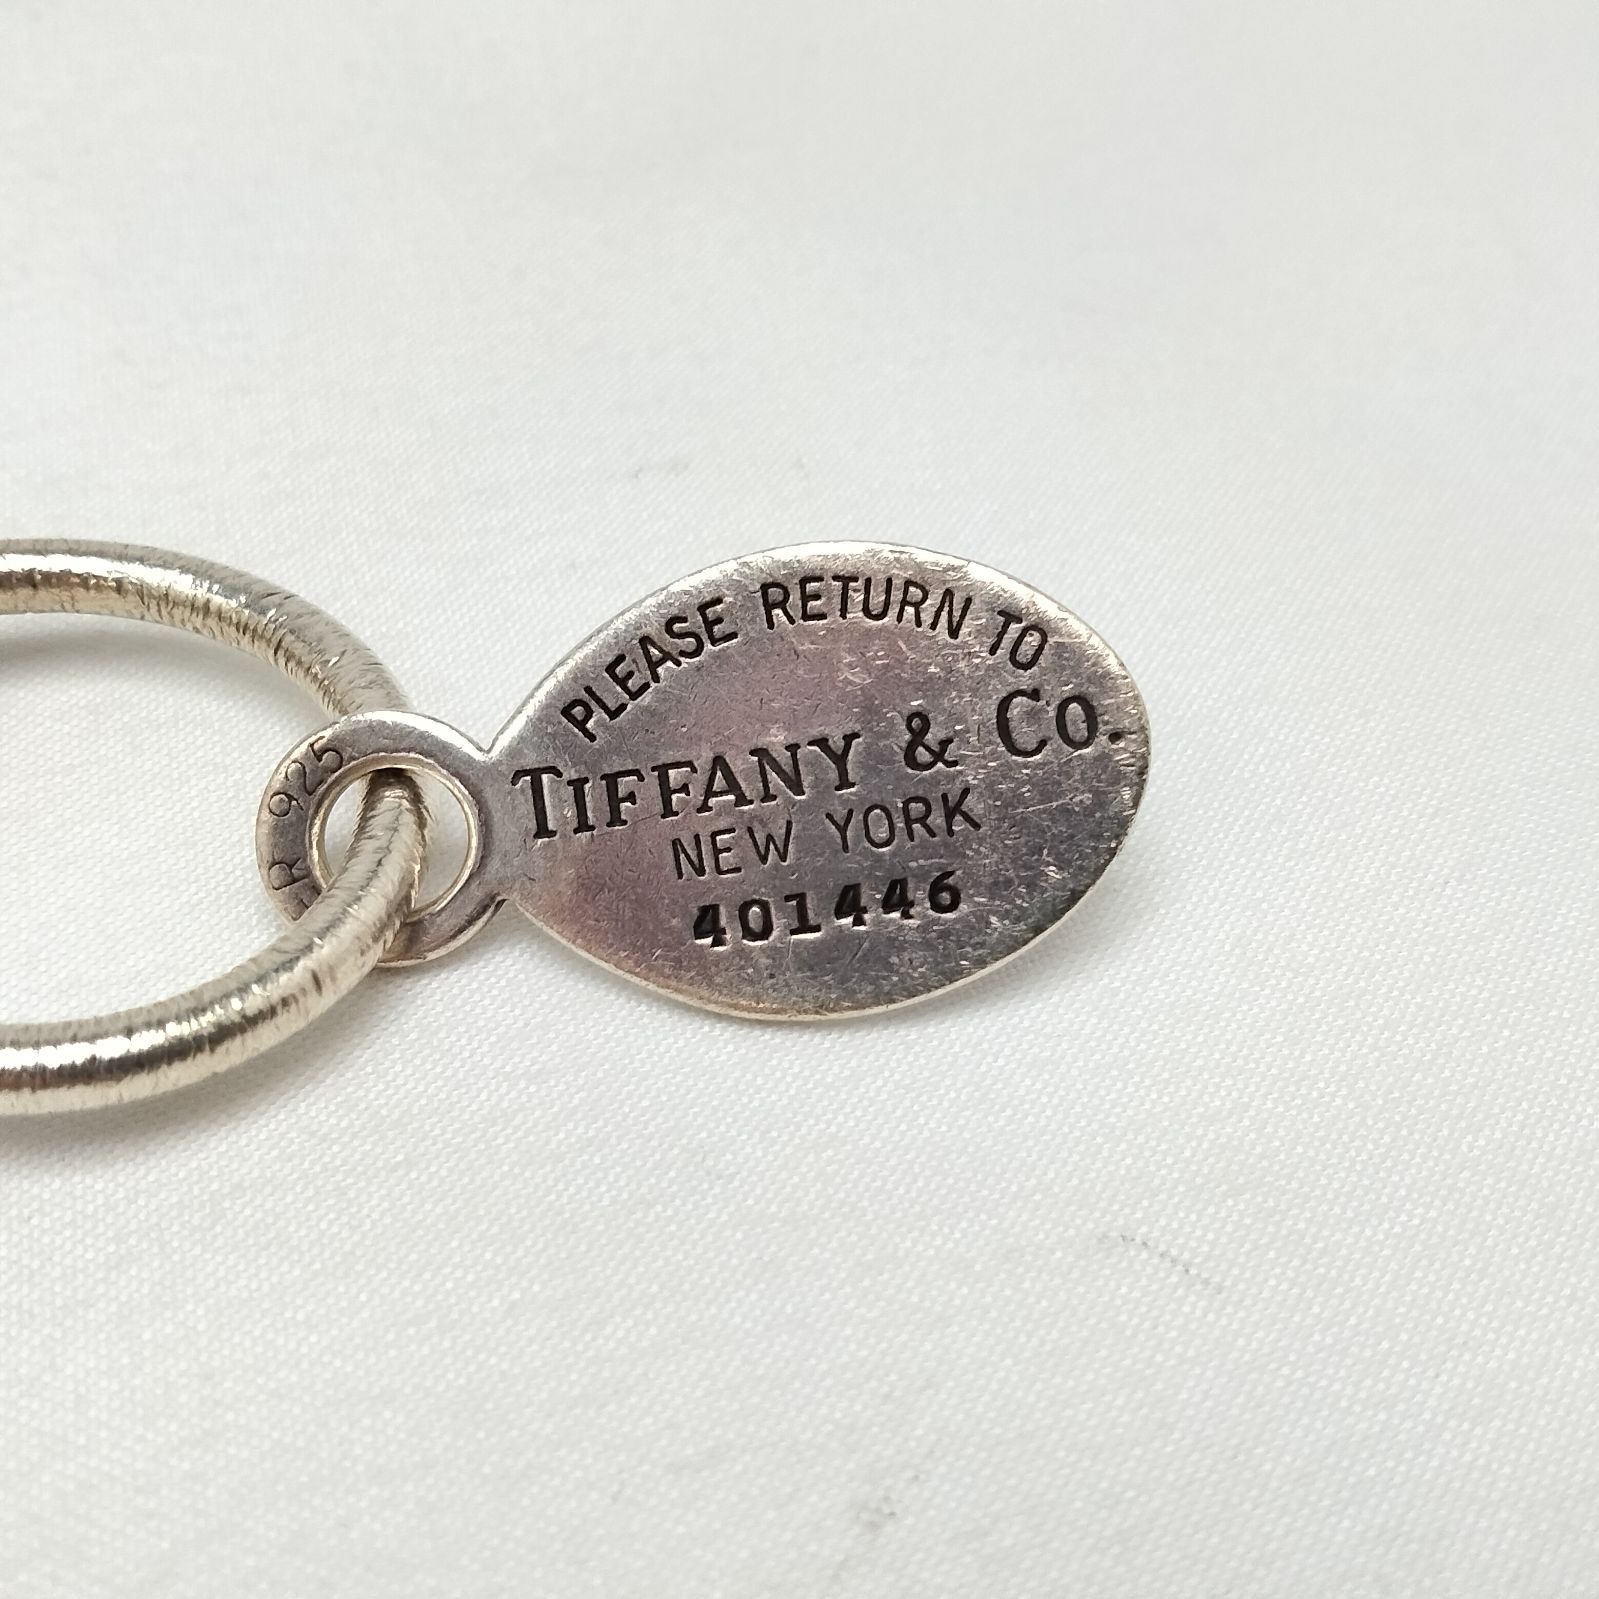 PLEASE RETURN TO
TIFFANY & Co.
NEW YORK
401446
925